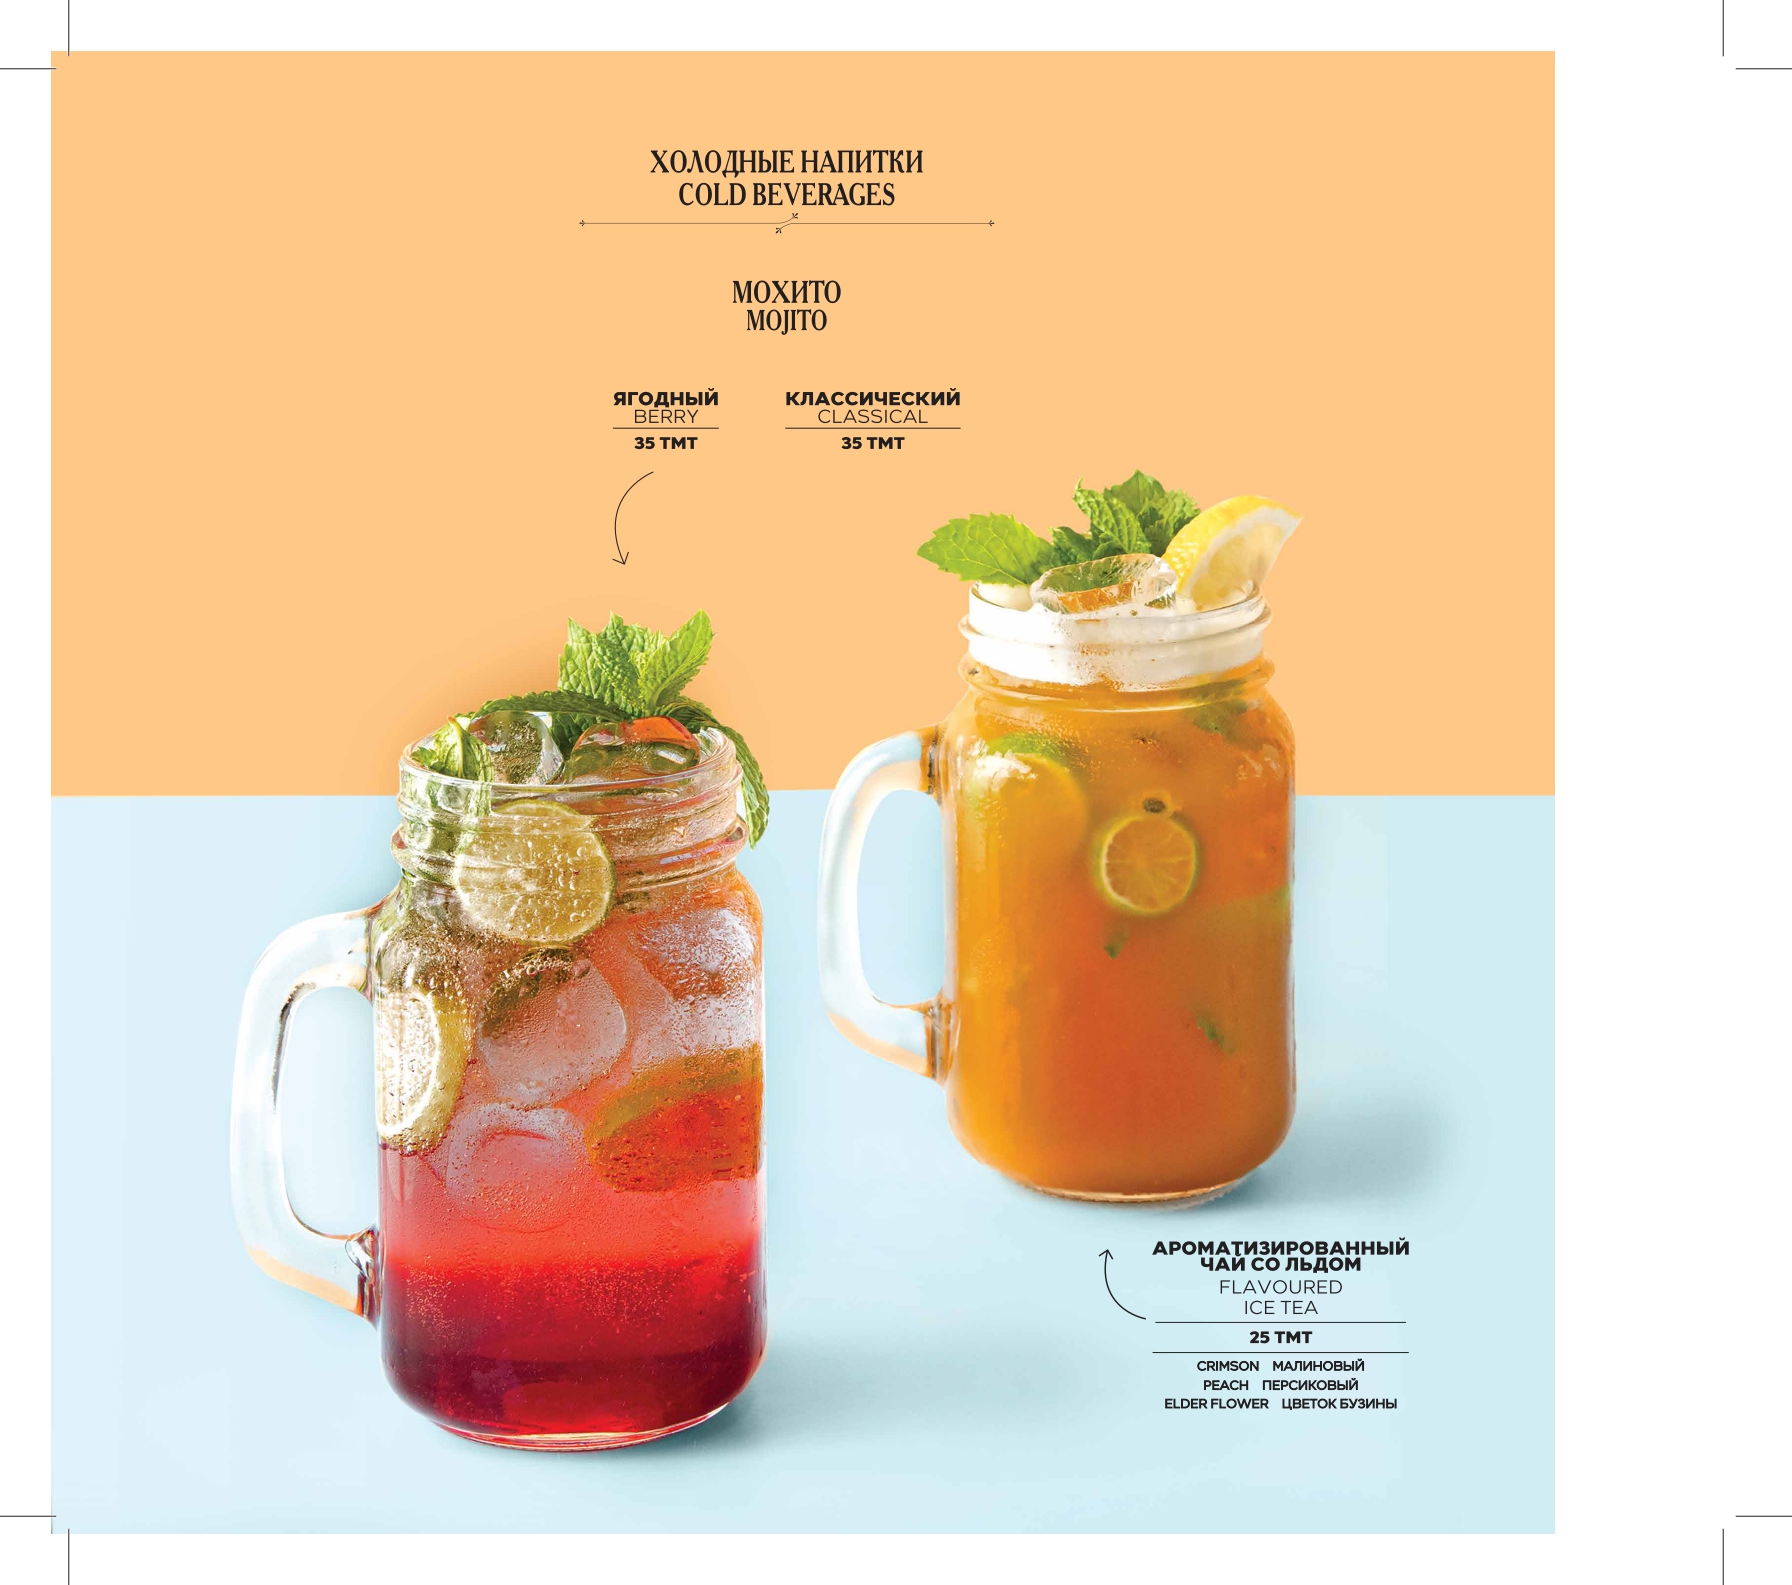 ХОЛОДНЫЕ НАПИТКИ
COLD BEVERAGES
МОХИТО
MOJITO
ЯГОДНЫЙ
BERRY
35 TMT
КЛАССИЧЕСКИЙ
CLASSICAL
35 TMT
АРОМАТИЗИРОВАННЫЙ
ЧАЙ СО ЛЬДОМ
FLAVOURED
ICE TEA
25 TMT
CRIMSON МАЛИНОВЫЙ
PEACH ПЕРСИКОВЫЙ
ELDER FLOWER ЦВЕТОК БУЗИНЫ